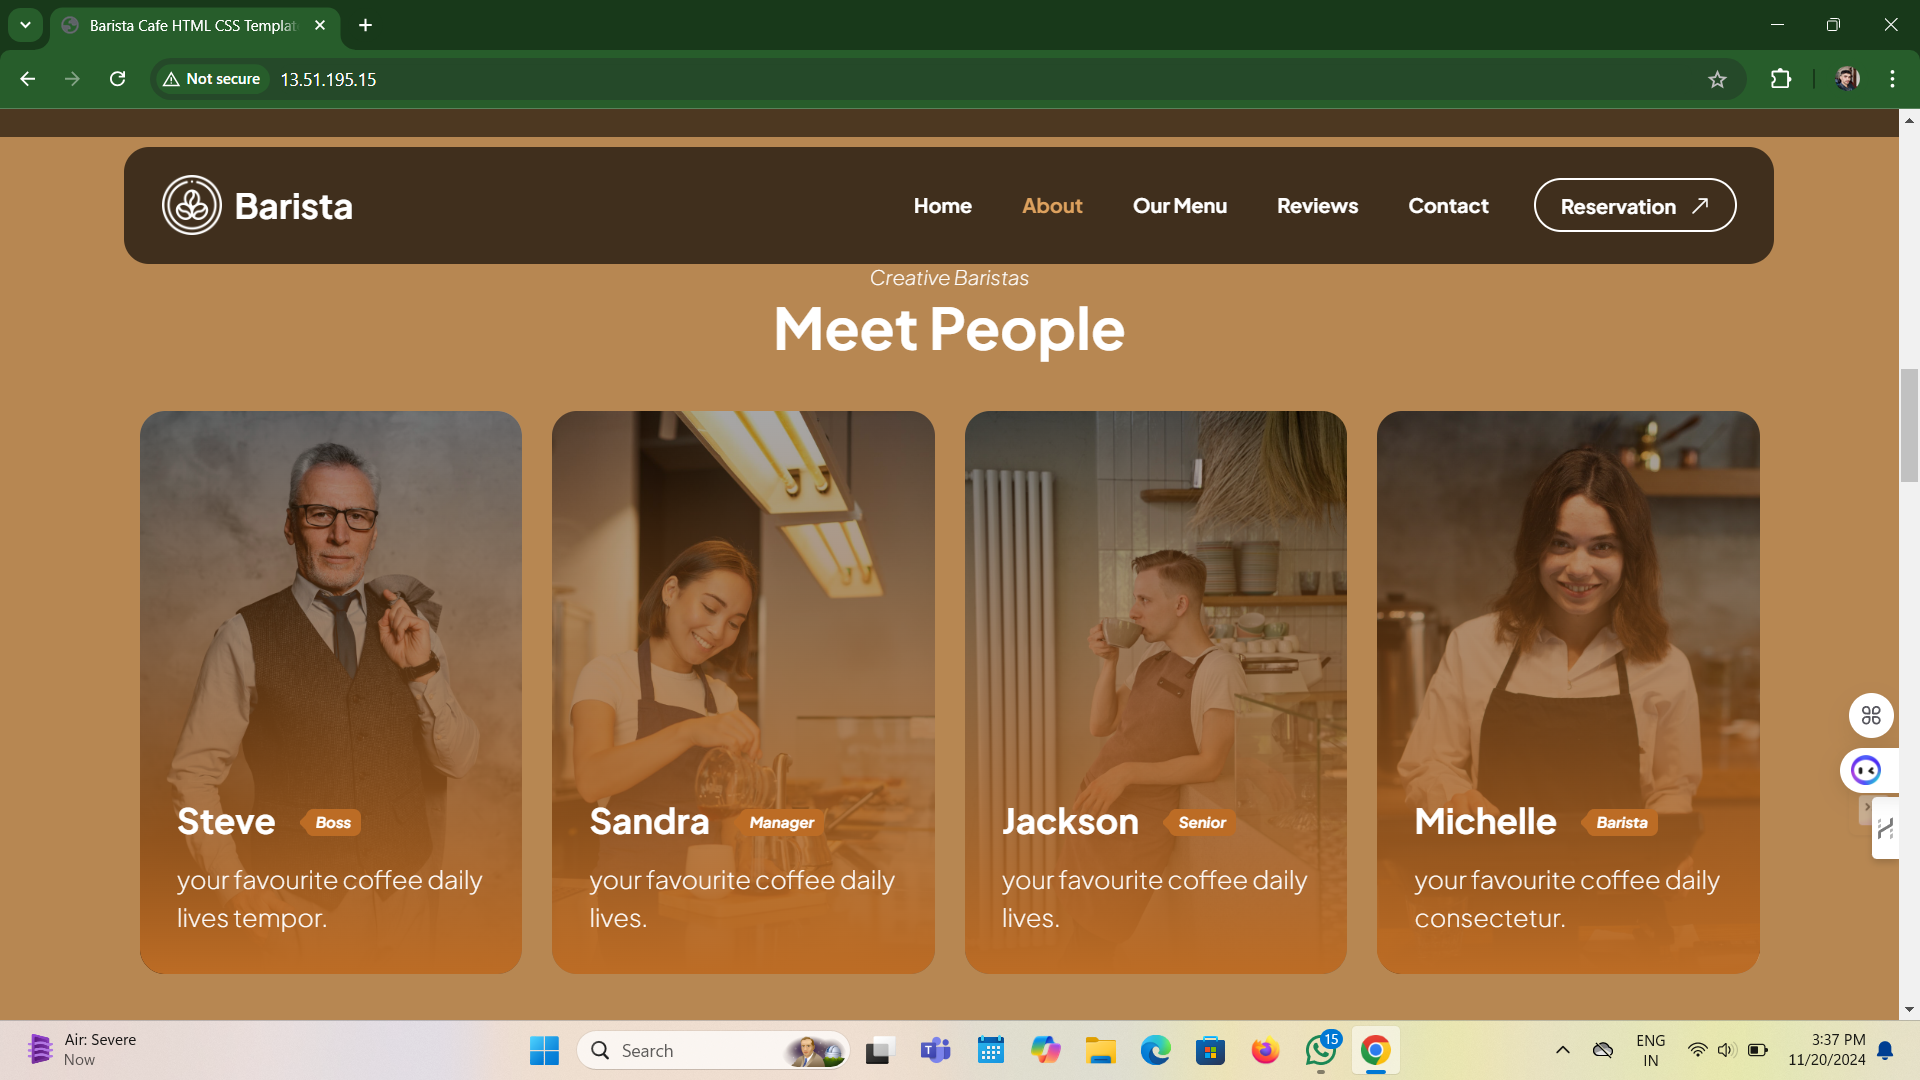 Barista Cafe HTML CSS Templat
Not secure
13.51.195.15
Barista
Home
About
Our Menu
Reviews
Contact
Reservation
Creative Baristas
Meet People
Steve
Boss
your favourite coffee daily
lives tempor.
Sandra
Manager
your favourite coffee daily
lives.
Jackson
Senior
your favourite coffee daily
lives.
Michelle
Barista
your favourite coffee daily
consectetur.
Air: Severe
Now
Search
15
ENG
IN
3:37 PM
11/20/2024